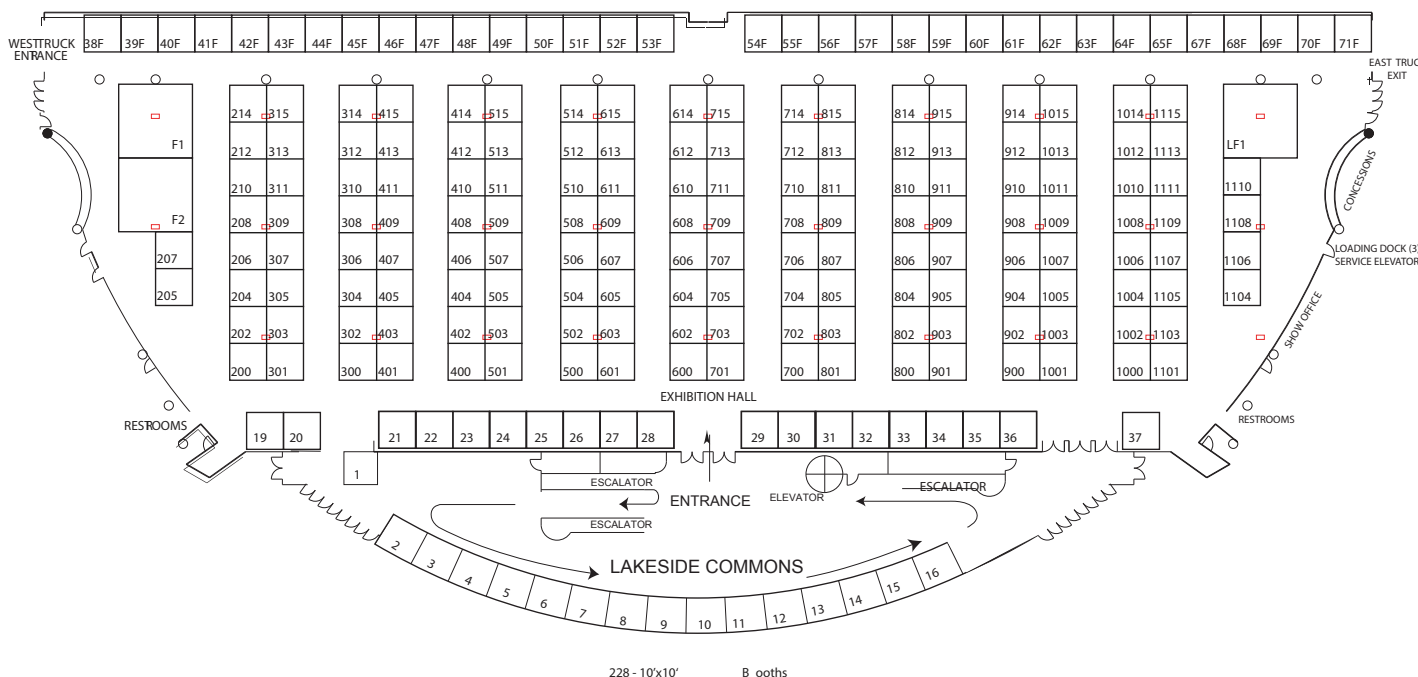 38F 39F 40F 41F 42F 43F 44F 45F 46F 47F 48F 49F 50F 51F 52F 53F 54F 55F 56F 57F 58F 59F 60F 61F 62F 63F 64F 65F 66F 67F 68F 69F 70F 71F
WEST TRUCK
ENTRANCE
EAST TRUC
EXIT
214 315 314 415 414 515 514 615 614 715 714 815 814 915 914 1015 1014 1115
F1 212 313 312 413 412 513 512 613 612 713 712 813 812 913 912 1013 1012 1113 LF1
210 311 310 411 410 511 510 611 610 711 710 811 810 911 910 1011 1010 1111 1110
CONCESSIONS
F2 208 309 308 409 408 509 508 609 608 709 708 809 808 909 908 1009 1008 1109 1108
LOADING DOCK (3)
SERVICE ELEVATOR
207 206 307 306 407 406 507 506 607 606 707 706 807 806 907 906 1007 1006 1107 1106
205 204 305 304 405 404 505 504 605 604 705 704 805 804 905 904 1005 1004 1105 1104
SHOW OFFICE
202 303 302 403 402 503 502 603 602 703 702 803 802 903 902 1003 1002 1103
200 301 300 401 400 501 500 601 600 701 700 801 800 901 900 1001 1000 1101
EXHIBITION HALL
RESTROOMS
RESTROOMS
19 20 21 22 23 24 25 26 27 28 29 30 31 32 33 34 35 36 37
1
ESCALATOR
ENTRANCE
ELEVATOR
ESCALATOR
ESCALATOR
LAKESIDE COMMONS
2 3 4 5 6 7 8 9 10 11 12 13 14 15 16
228 - 10'x10' B ooths